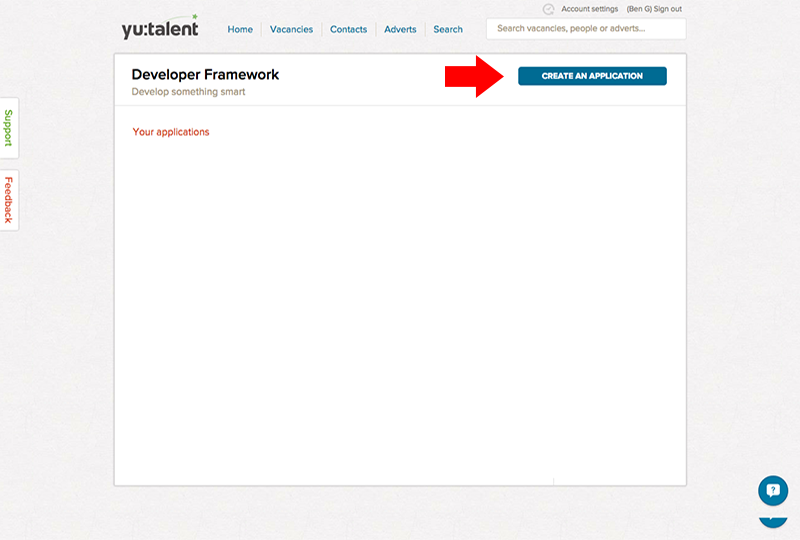 Account settings (Ben G) Sign out
yu:talent Home Vacancies Contacts Adverts Search Search vacancies, people or adverts...
Developer Framework
CREATE AN APPLICATION
Develop something smart
Your applications
Support
Feedback
?